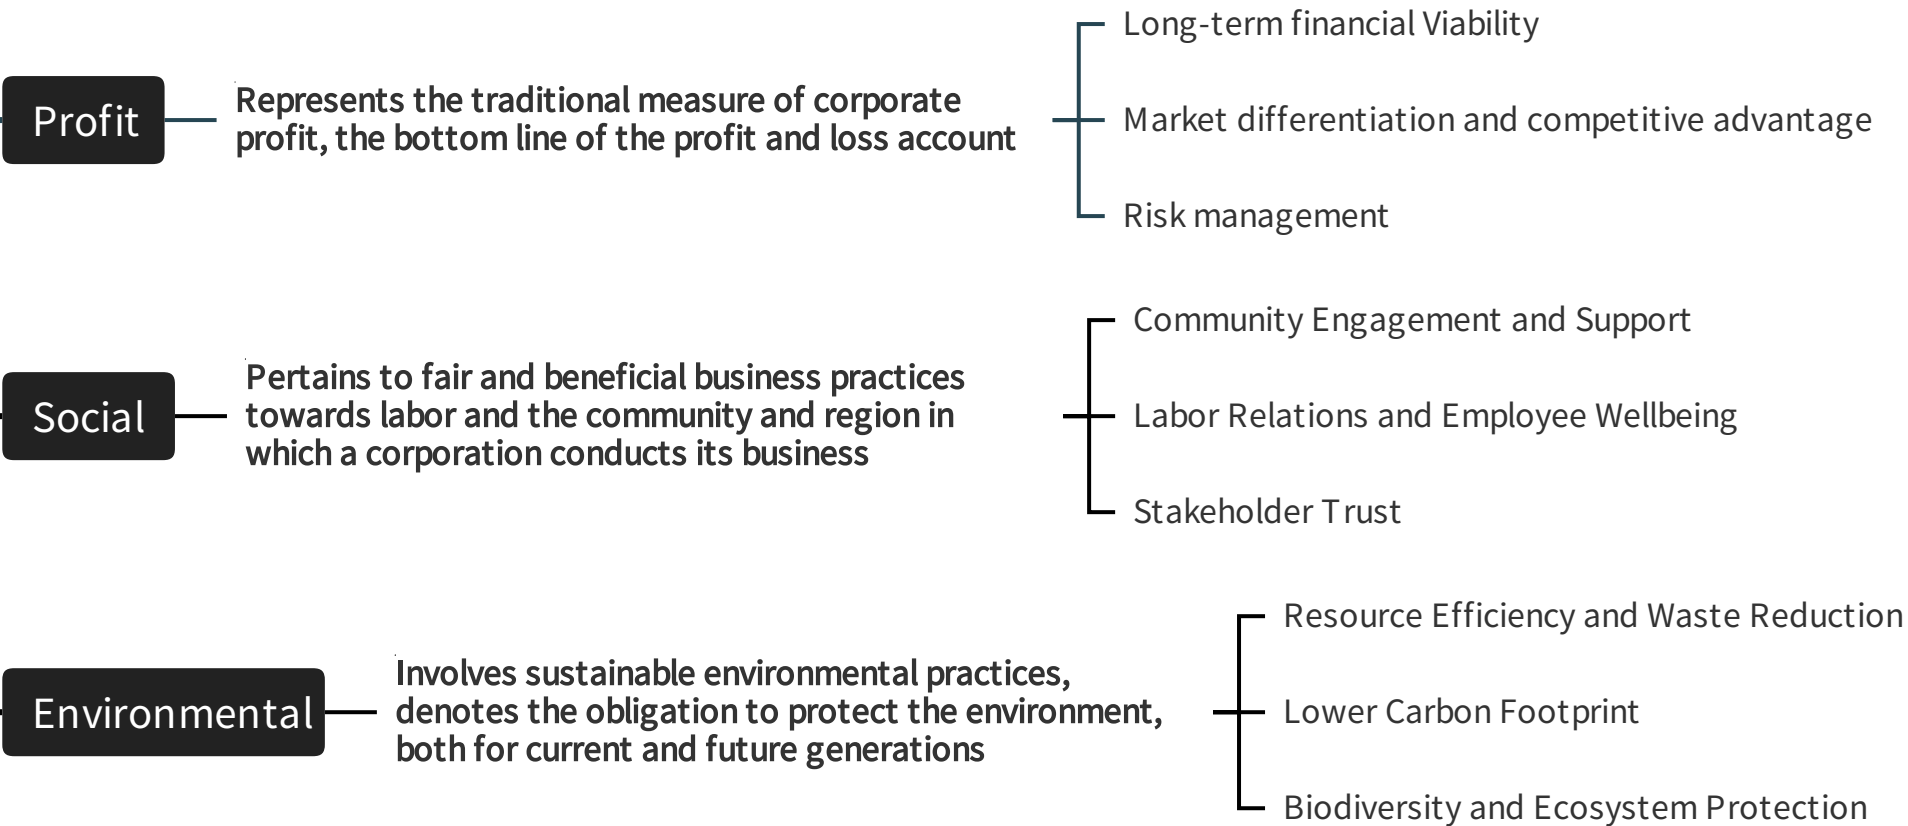 Profit
Represents the traditional measure of corporate
profit, the bottom line of the profit and loss account
Long-term financial Viability
Market differentiation and competitive advantage
Risk management
Social
Pertains to fair and beneficial business practices
towards labor and the community and region in
which a corporation conducts its business
Community Engagement and Support
Labor Relations and Employee Wellbeing
Stakeholder Trust
Environmental
Involves sustainable environmental practices,
denotes the obligation to protect the environment,
both for current and future generations
Resource Efficiency and Waste Reduction
Lower Carbon Footprint
Biodiversity and Ecosystem Protection